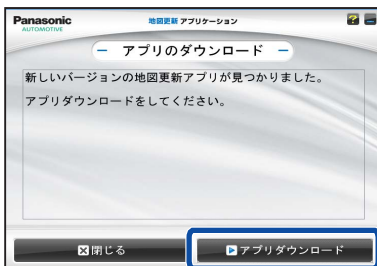 Panasonic
AUTOMOTIVE
地図更新 アプリケーション
アプリのダウンロード
新しいバージョンの地図更新アプリが見つかりました。
アプリダウンロードをしてください。
閉じる
アプリダウンロード